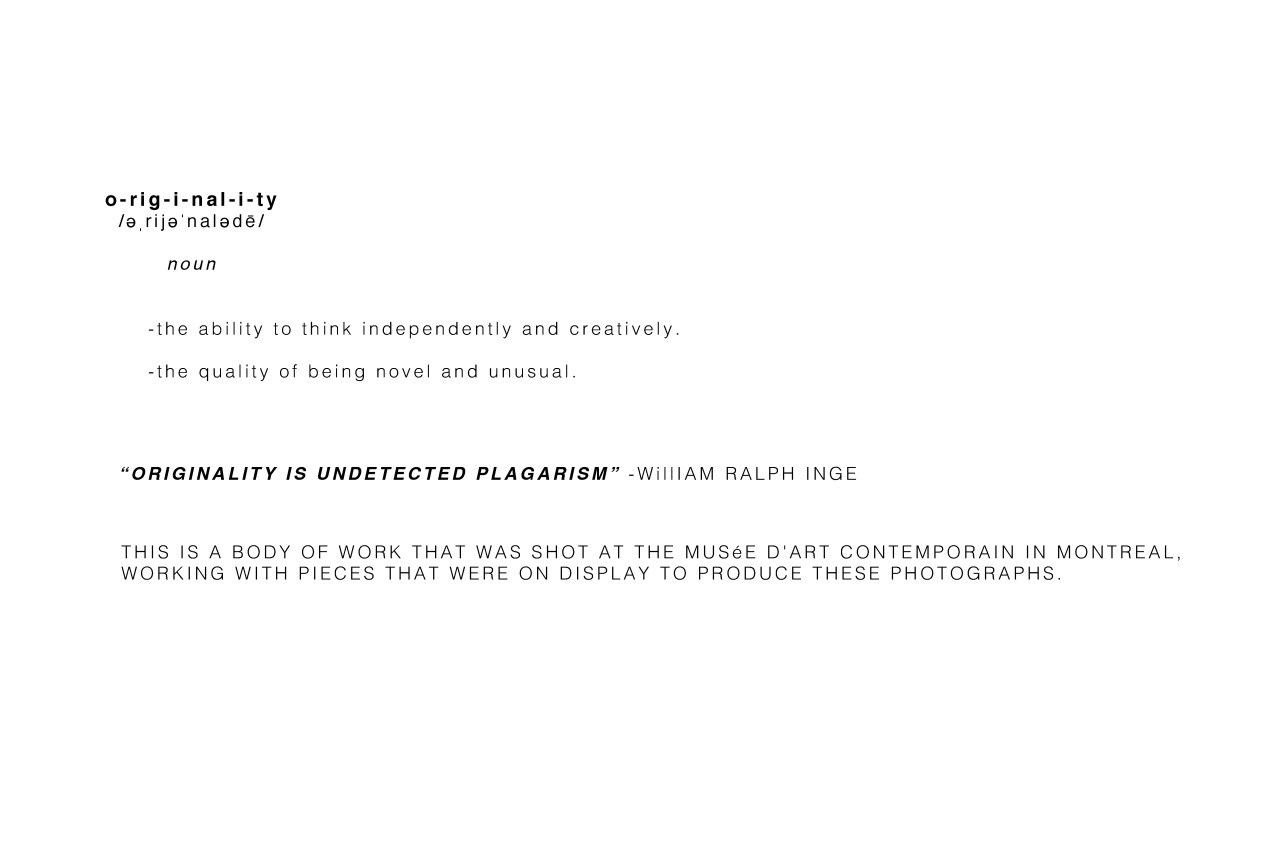 o-rig-i-nal-i-ty
/əˌrijəˈnalədē/
noun
-the ability to think independently and creatively.
-the quality of being novel and unusual.
“ORIGINALITY IS UNDETECTED PLAGARISM” -WillIAM RALPH INGE
THIS IS A BODY OF WORK THAT WAS SHOT AT THE MUSéE D'ART CONTEMPORAIN IN MONTREAL,
WORKING WITH PIECES THAT WERE ON DISPLAY TO PRODUCE THESE PHOTOGRAPHS.